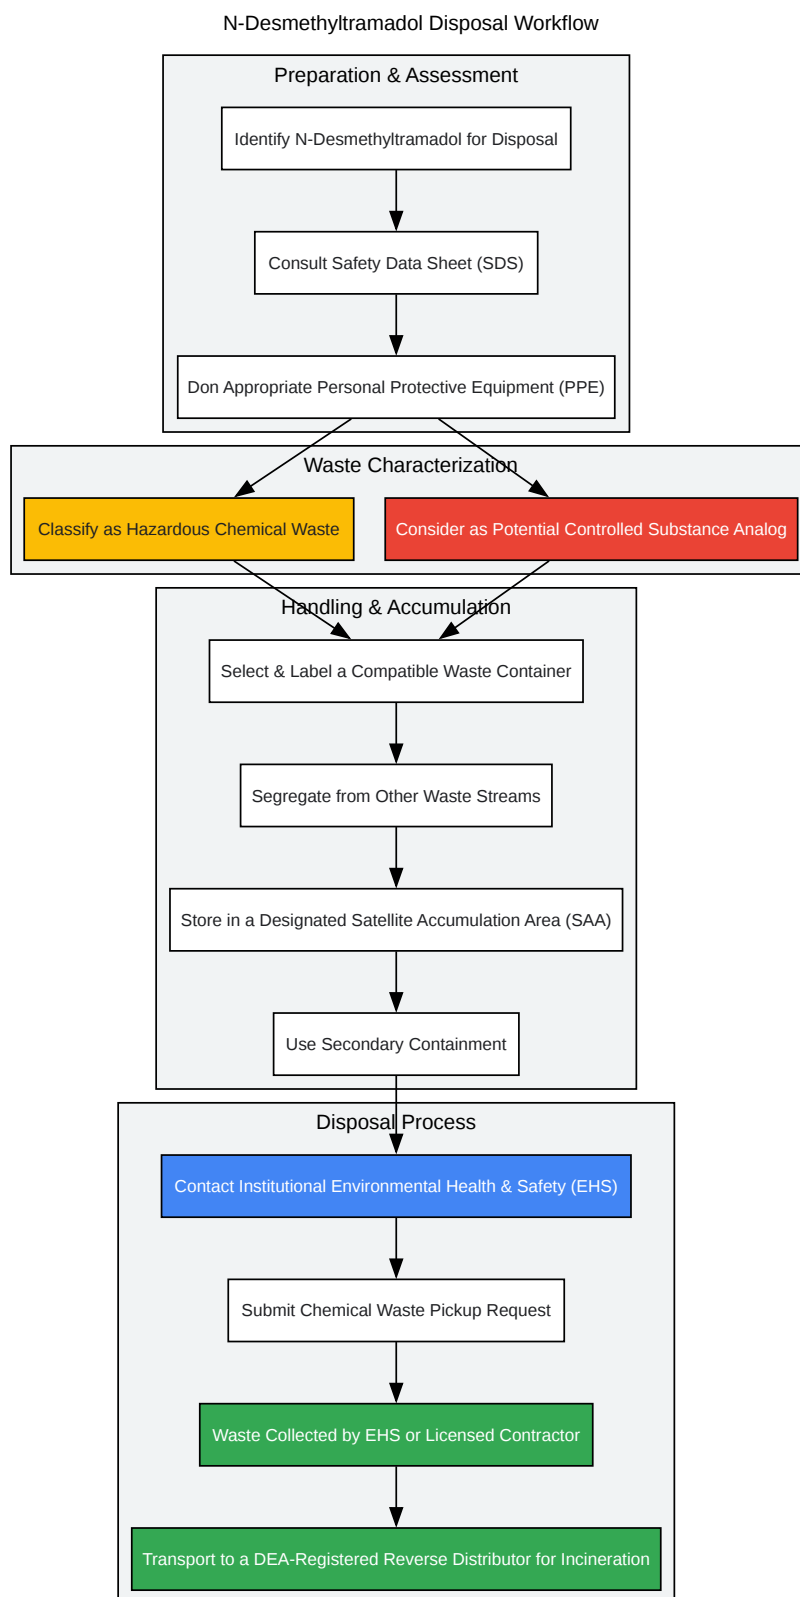 N-Desmethyltramadol Disposal Workflow
Preparation & Assessment
Identify N-Desmethyltramadol for Disposal
Consult Safety Data Sheet (SDS)
Don Appropriate Personal Protective Equipment (PPE)
Waste Characterization
Classify as Hazardous Chemical Waste
Consider as Potential Controlled Substance Analog
Handling & Accumulation
Select & Label a Compatible Waste Container
Segregate from Other Waste Streams
Store in a Designated Satellite Accumulation Area (SAA)
Use Secondary Containment
Disposal Process
Contact Institutional Environmental Health & Safety (EHS)
Submit Chemical Waste Pickup Request
Waste Collected by EHS or Licensed Contractor
Transport to a DEA-Registered Reverse Distributor for Incineration